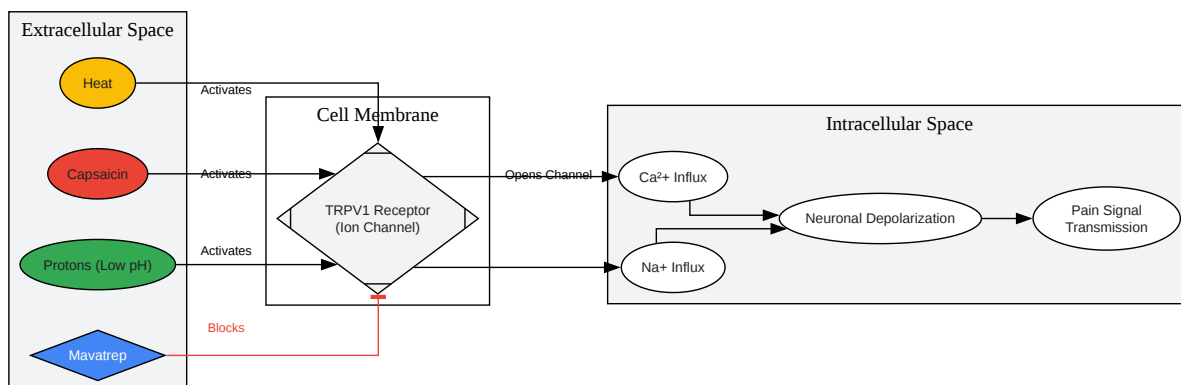 Extracellular Space
Heat
Activates
Capsaicin
Activates
Protons (Low pH)
Activates
Mavatrep
Blocks
Cell Membrane
TRPV1 Receptor
(Ion Channel)
Opens Channel
Intracellular Space
Ca²+ Influx
Na+ Influx
Neuronal Depolarization
Pain Signal
Transmission